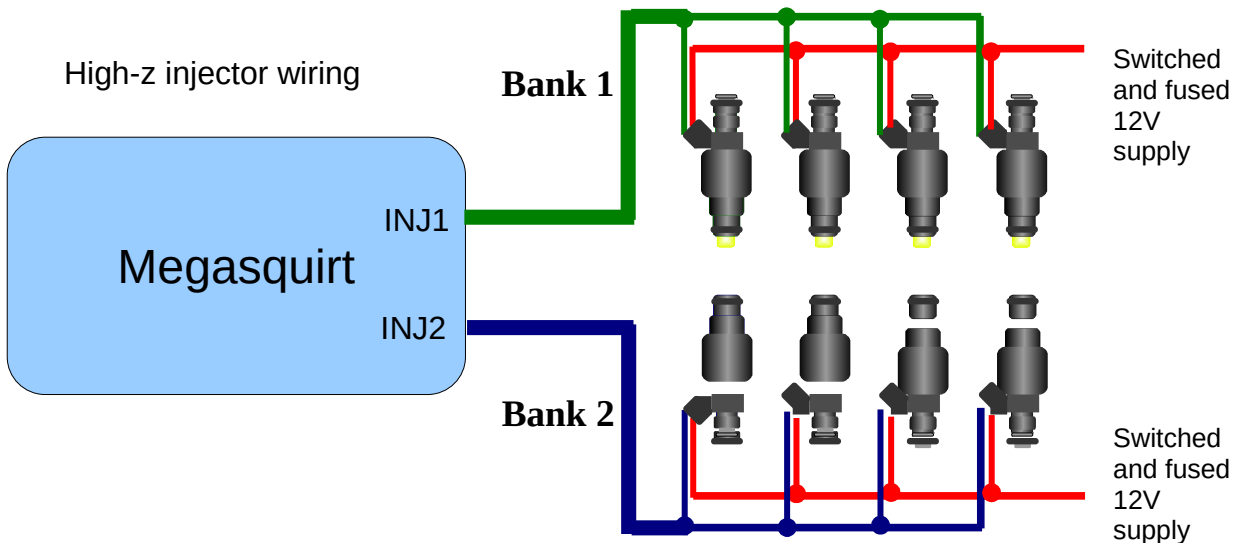 High-z injector wiring
Bank 1
Switched
and fused
12V
supply
INJ1
Megasquirt
INJ2
Bank 2
Switched
and fused
12V
supply